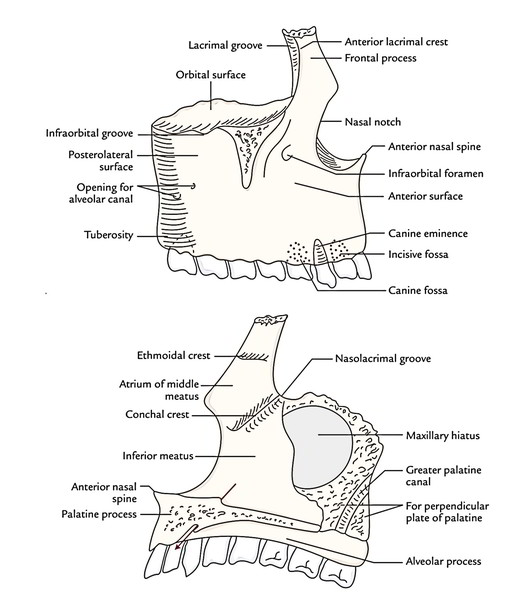 Lacrimal groove
Anterior lacrimal crest
Frontal process
Orbital surface
Nasal notch
Infraorbital groove
Anterior nasal spine
Posterolateral
surface
Infraorbital foramen
Opening for
alveolar canal
Anterior surface
Tuberosity
Canine eminence
Incisive fossa
Canine fossa
Ethmoidal crest
Nasolacrimal groove
Atrium of middle
meatus
Conchal crest
Maxillary hiatus
Inferior meatus
Greater palatine
canal
Anterior nasal
spine
Palatine process
For perpendicular
plate of palatine
Alveolar process